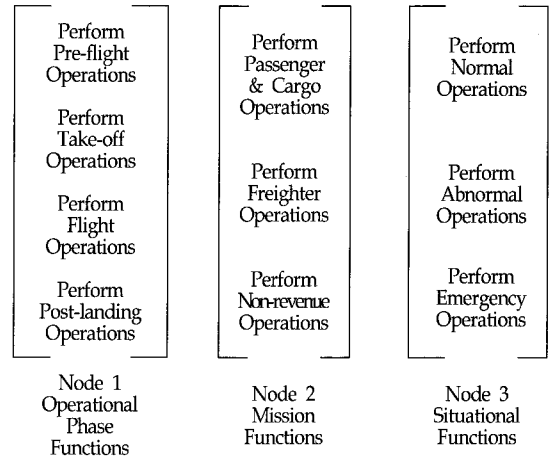 Perform
Pre-flight
Operations
Perform
Take-off
Operations
Perform
Flight
Operations
Perform
Post-landing
Operations
Node 1
Operational
Phase
Functions
Perform
Passenger
& Cargo
Operations
Perform
Freighter
Operations
Perform
Non-revenue
Operations
Node 2
Mission
Functions
Perform
Normal
Operations
Perform
Abnormal
Operations
Perform
Emergency
Operations
Node 3
Situational
Functions